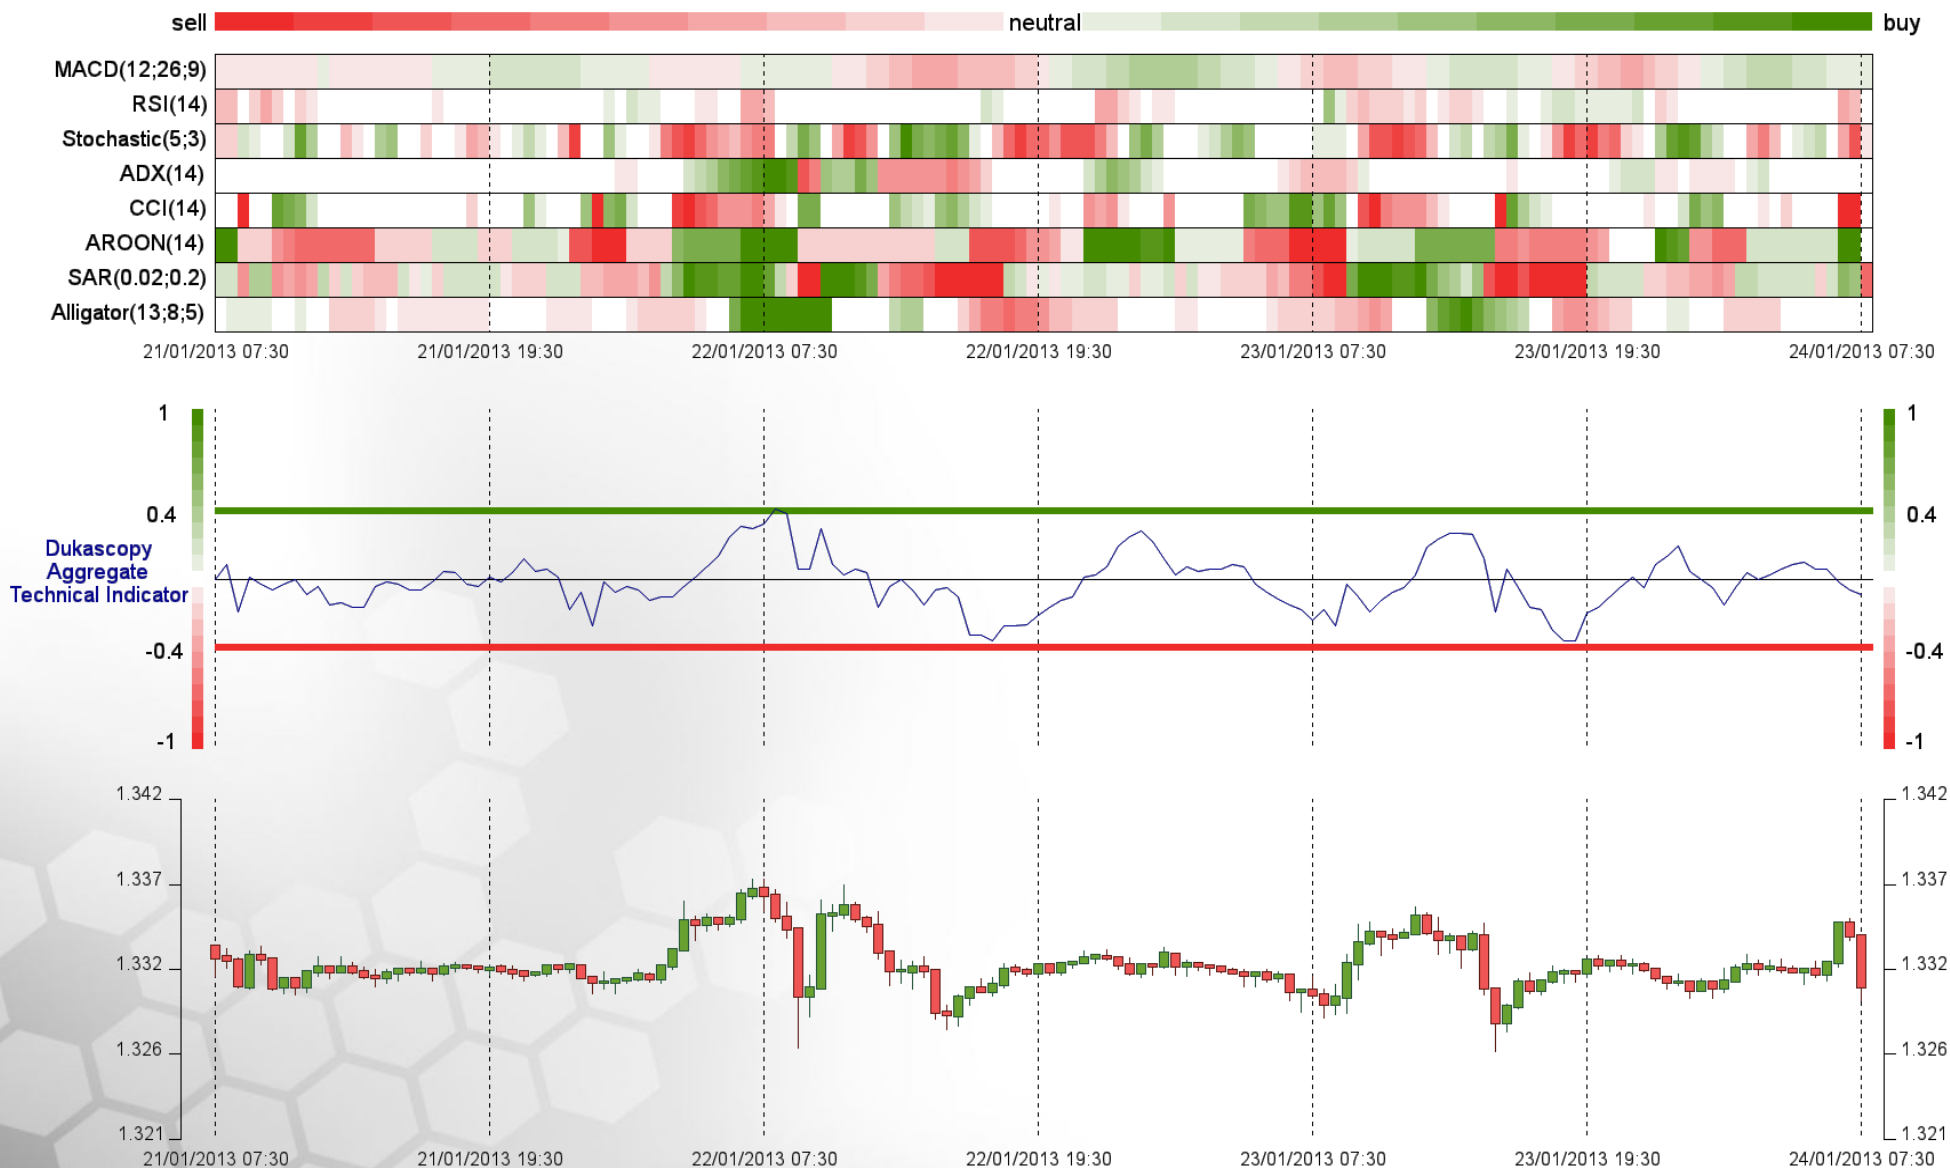 sell neutral buy
MACD(12;26;9)
RSI(14)
Stochastic(5;3)
ADX(14)
CCI(14)
AROON(14)
SAR(0.02;0.2)
Alligator(13;8;5)
21/01/2013 07:30 21/01/2013 19:30 22/01/2013 07:30 22/01/2013 19:30 23/01/2013 07:30 23/01/2013 19:30 24/01/2013 07:30
1 1
0.4 0.4
Dukascopy
Aggregate
Technical Indicator
-0.4 -0.4
-1 -1
1.342 1.342
1.337 1.337
1.332 1.332
1.326 1.326
1.321 1.321
21/01/2013 07:30 21/01/2013 19:30 22/01/2013 07:30 22/01/2013 19:30 23/01/2013 07:30 23/01/2013 19:30 24/01/2013 07:30